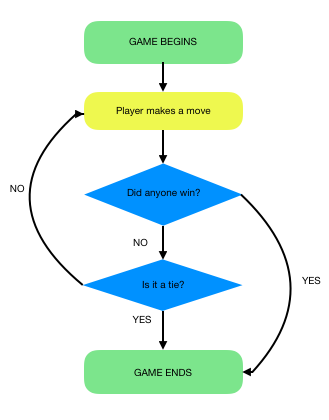 GAME BEGINS
Player makes a move
Did anyone win?
NO
NO
Is it a tie?
YES
YES
GAME ENDS